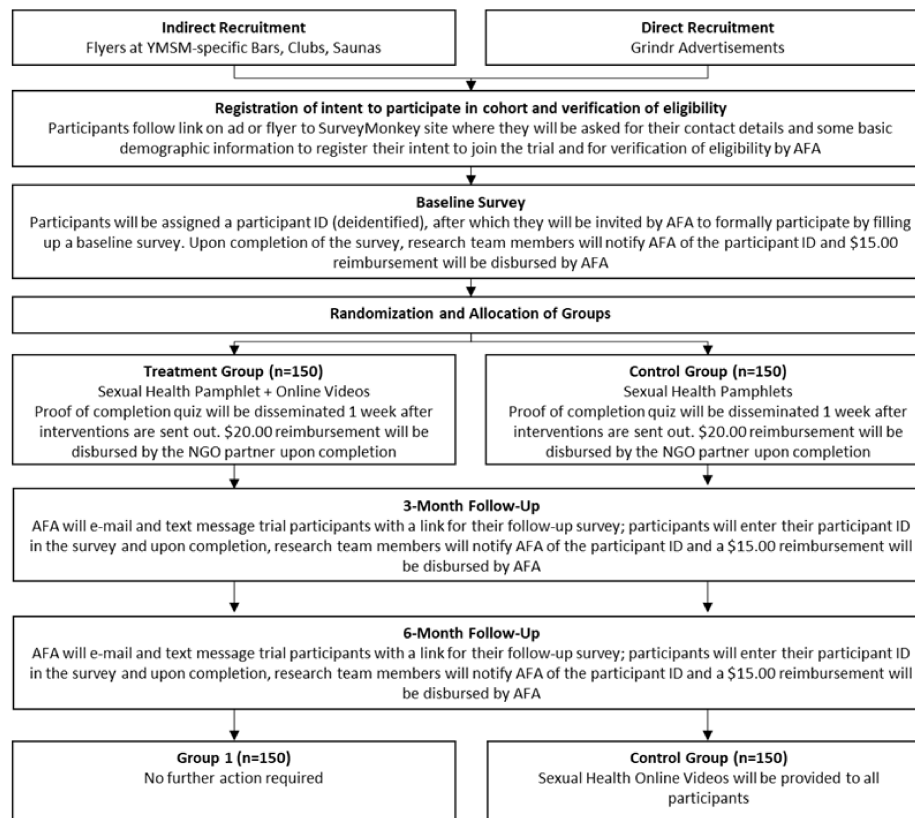 Indirect Recruitment
Flyers at YMSM-specific Bars, Clubs, Saunas
Direct Recruitment
Grindr Advertisements
Registration of intent to participate in cohort and verification of eligibility
Participants follow link on ad or flyer to SurveyMonkey site where they will be asked for their contact details and some basic
demographic information to register their intent to join the trial and for verification of eligibility by AFA
Baseline Survey
Participants will be assigned a participant ID (deidentified), after which they will be invited by AFA to formally participate by filling
up a baseline survey. Upon completion of the survey, research team members will notify AFA of the participant ID and $15.00
reimbursement will be disbursed by AFA
Randomization and Allocation of Groups
Treatment Group (n=150)
Sexual Health Pamphlet + Online Videos
Proof of completion quiz will be disseminated 1 week after
interventions are sent out. $20.00 reimbursement will be
disbursed by the NGO partner upon completion
Control Group (n=150)
Sexual Health Pamphlets
Proof of completion quiz will be disseminated 1 week after
interventions are sent out. $20.00 reimbursement will be
disbursed by the NGO partner upon completion
3-Month Follow-Up
AFA will e-mail and text message trial participants with a link for their follow-up survey; participants will enter their participant ID
in the survey and upon completion, research team members will notify AFA of the participant ID and a $15.00 reimbursement will
be disbursed by AFA
6-Month Follow-Up
AFA will e-mail and text message trial participants with a link for their follow-up survey; participants will enter their participant ID
in the survey and upon completion, research team members will notify AFA of the participant ID and a $15.00 reimbursement will
be disbursed by AFA
Group 1 (n=150)
No further action required
Control Group (n=150)
Sexual Health Online Videos will be provided to all
participants